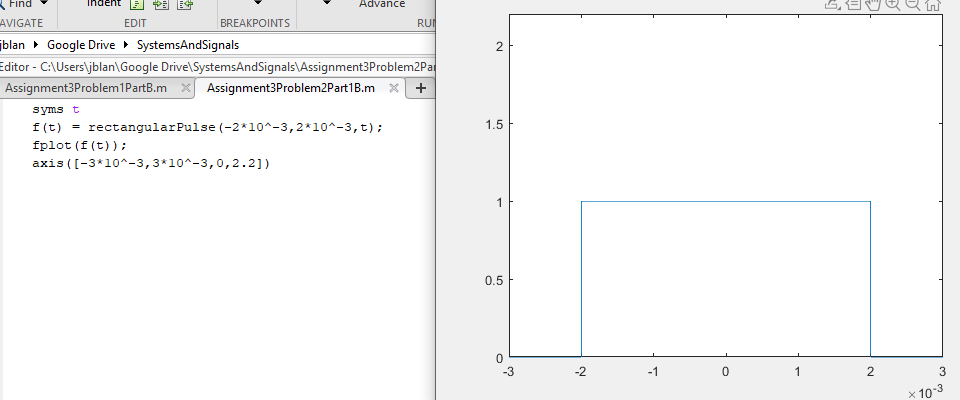 Find
Indent
Advance
AVIGATE
EDIT
BREAKPOINTS
RUN
jblan ▸ Google Drive ▸ SystemsAndSignals
Editor - C:\Users\jblan\Google Drive\SystemsAndSignals\Assignment3Problem2Par
Assignment3Problem1PartB.m × Assignment3Problem2Part1B.m × +
syms t
f(t) = rectangularPulse(-2*10^-3,2*10^-3,t);
fplot(f(t));
axis([-3*10^-3,3*10^-3,0,2.2])
2
1.5
1
0.5
0
-3 -2 -1 0 1 2 3
×10-3